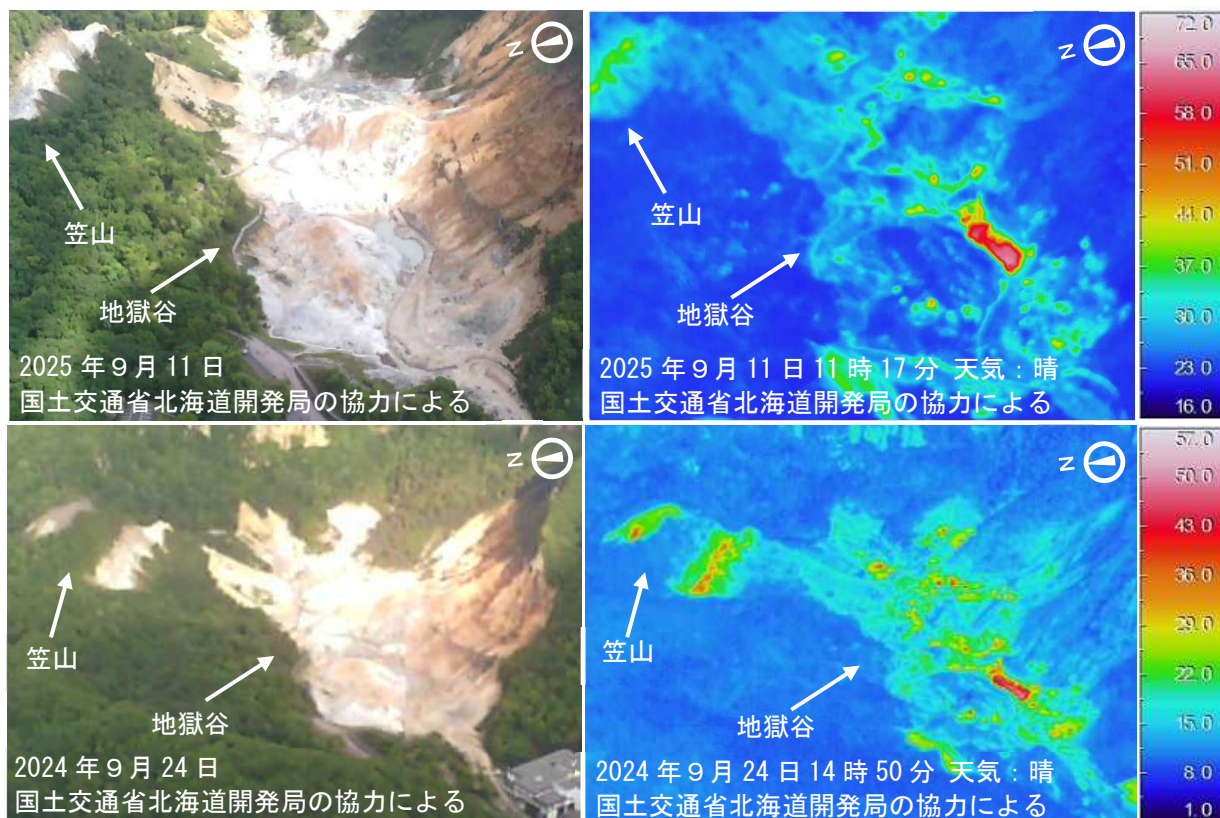 N
笠山
地獄谷
2025 年９月 11 日
国土交通省北海道開発局の協力による
N
笠山
地獄谷
2025 年９月 11 日 11 時 17 分 天気：晴
国土交通省北海道開発局の協力による
72.0
65.0
58.0
51.0
44.0
37.0
30.0
23.0
16.0
N
笠山
地獄谷
2024 年９月 24 日
国土交通省北海道開発局の協力による
N
笠山
地獄谷
2024 年９月 24 日 14 時 50 分 天気：晴
国土交通省北海道開発局の協力による
57.0
50.0
43.0
36.0
29.0
22.0
15.0
8.0
1.0